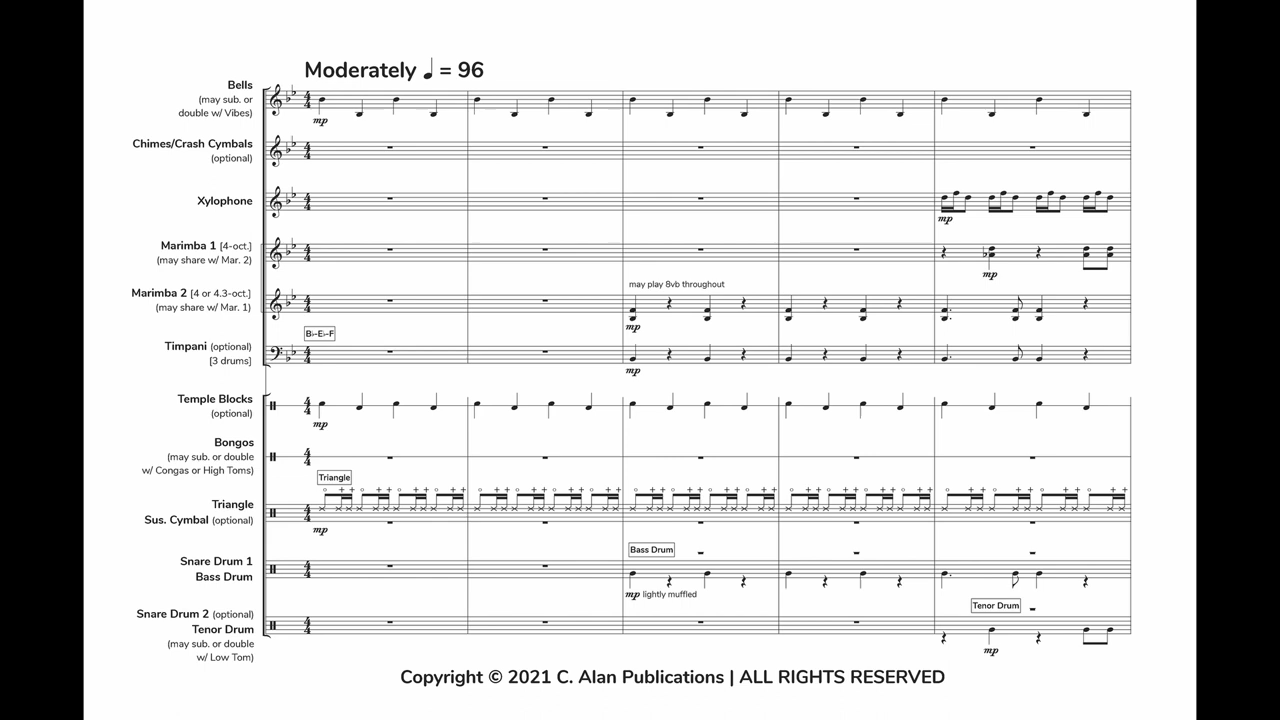 Moderately ♩ = 96
Bells
(may sub. or
double w/ Vibes)
mp
Chimes/Crash Cymbals
(optional)
Xylophone
mp
Marimba 1 [4-oct.]
(may share w/ Mar. 2)
mp
Marimba 2 [4 or 4.3-oct.]
(may share w/ Mar. 1)
may play 8vb throughout
mp
B♭-E♭-F
Timpani (optional)
[3 drums]
mp
Temple Blocks
(optional)
mp
Bongos
(may sub. or double
w/ Congas or High Toms)
Triangle
Triangle
Sus. Cymbal (optional)
mp
Snare Drum 1
Bass Drum
Bass Drum
mp lightly muffled
Snare Drum 2 (optional)
Tenor Drum
(may sub. or double
w/ Low Tom)
Tenor Drum
mp
Copyright © 2021 C. Alan Publications | ALL RIGHTS RESERVED